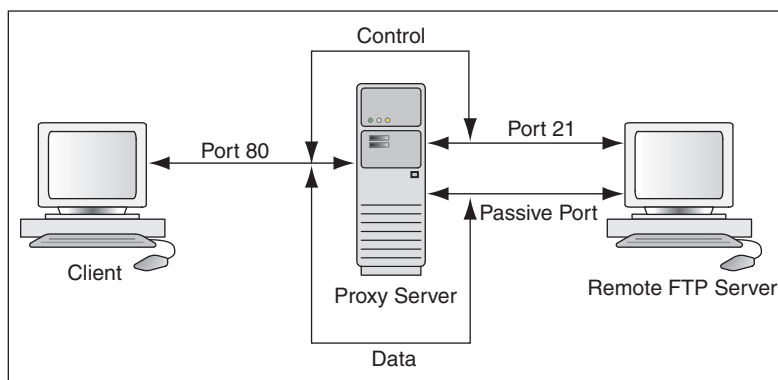 Control
Port 80
Port 21
Passive Port
Client
Proxy Server
Remote FTP Server
Data